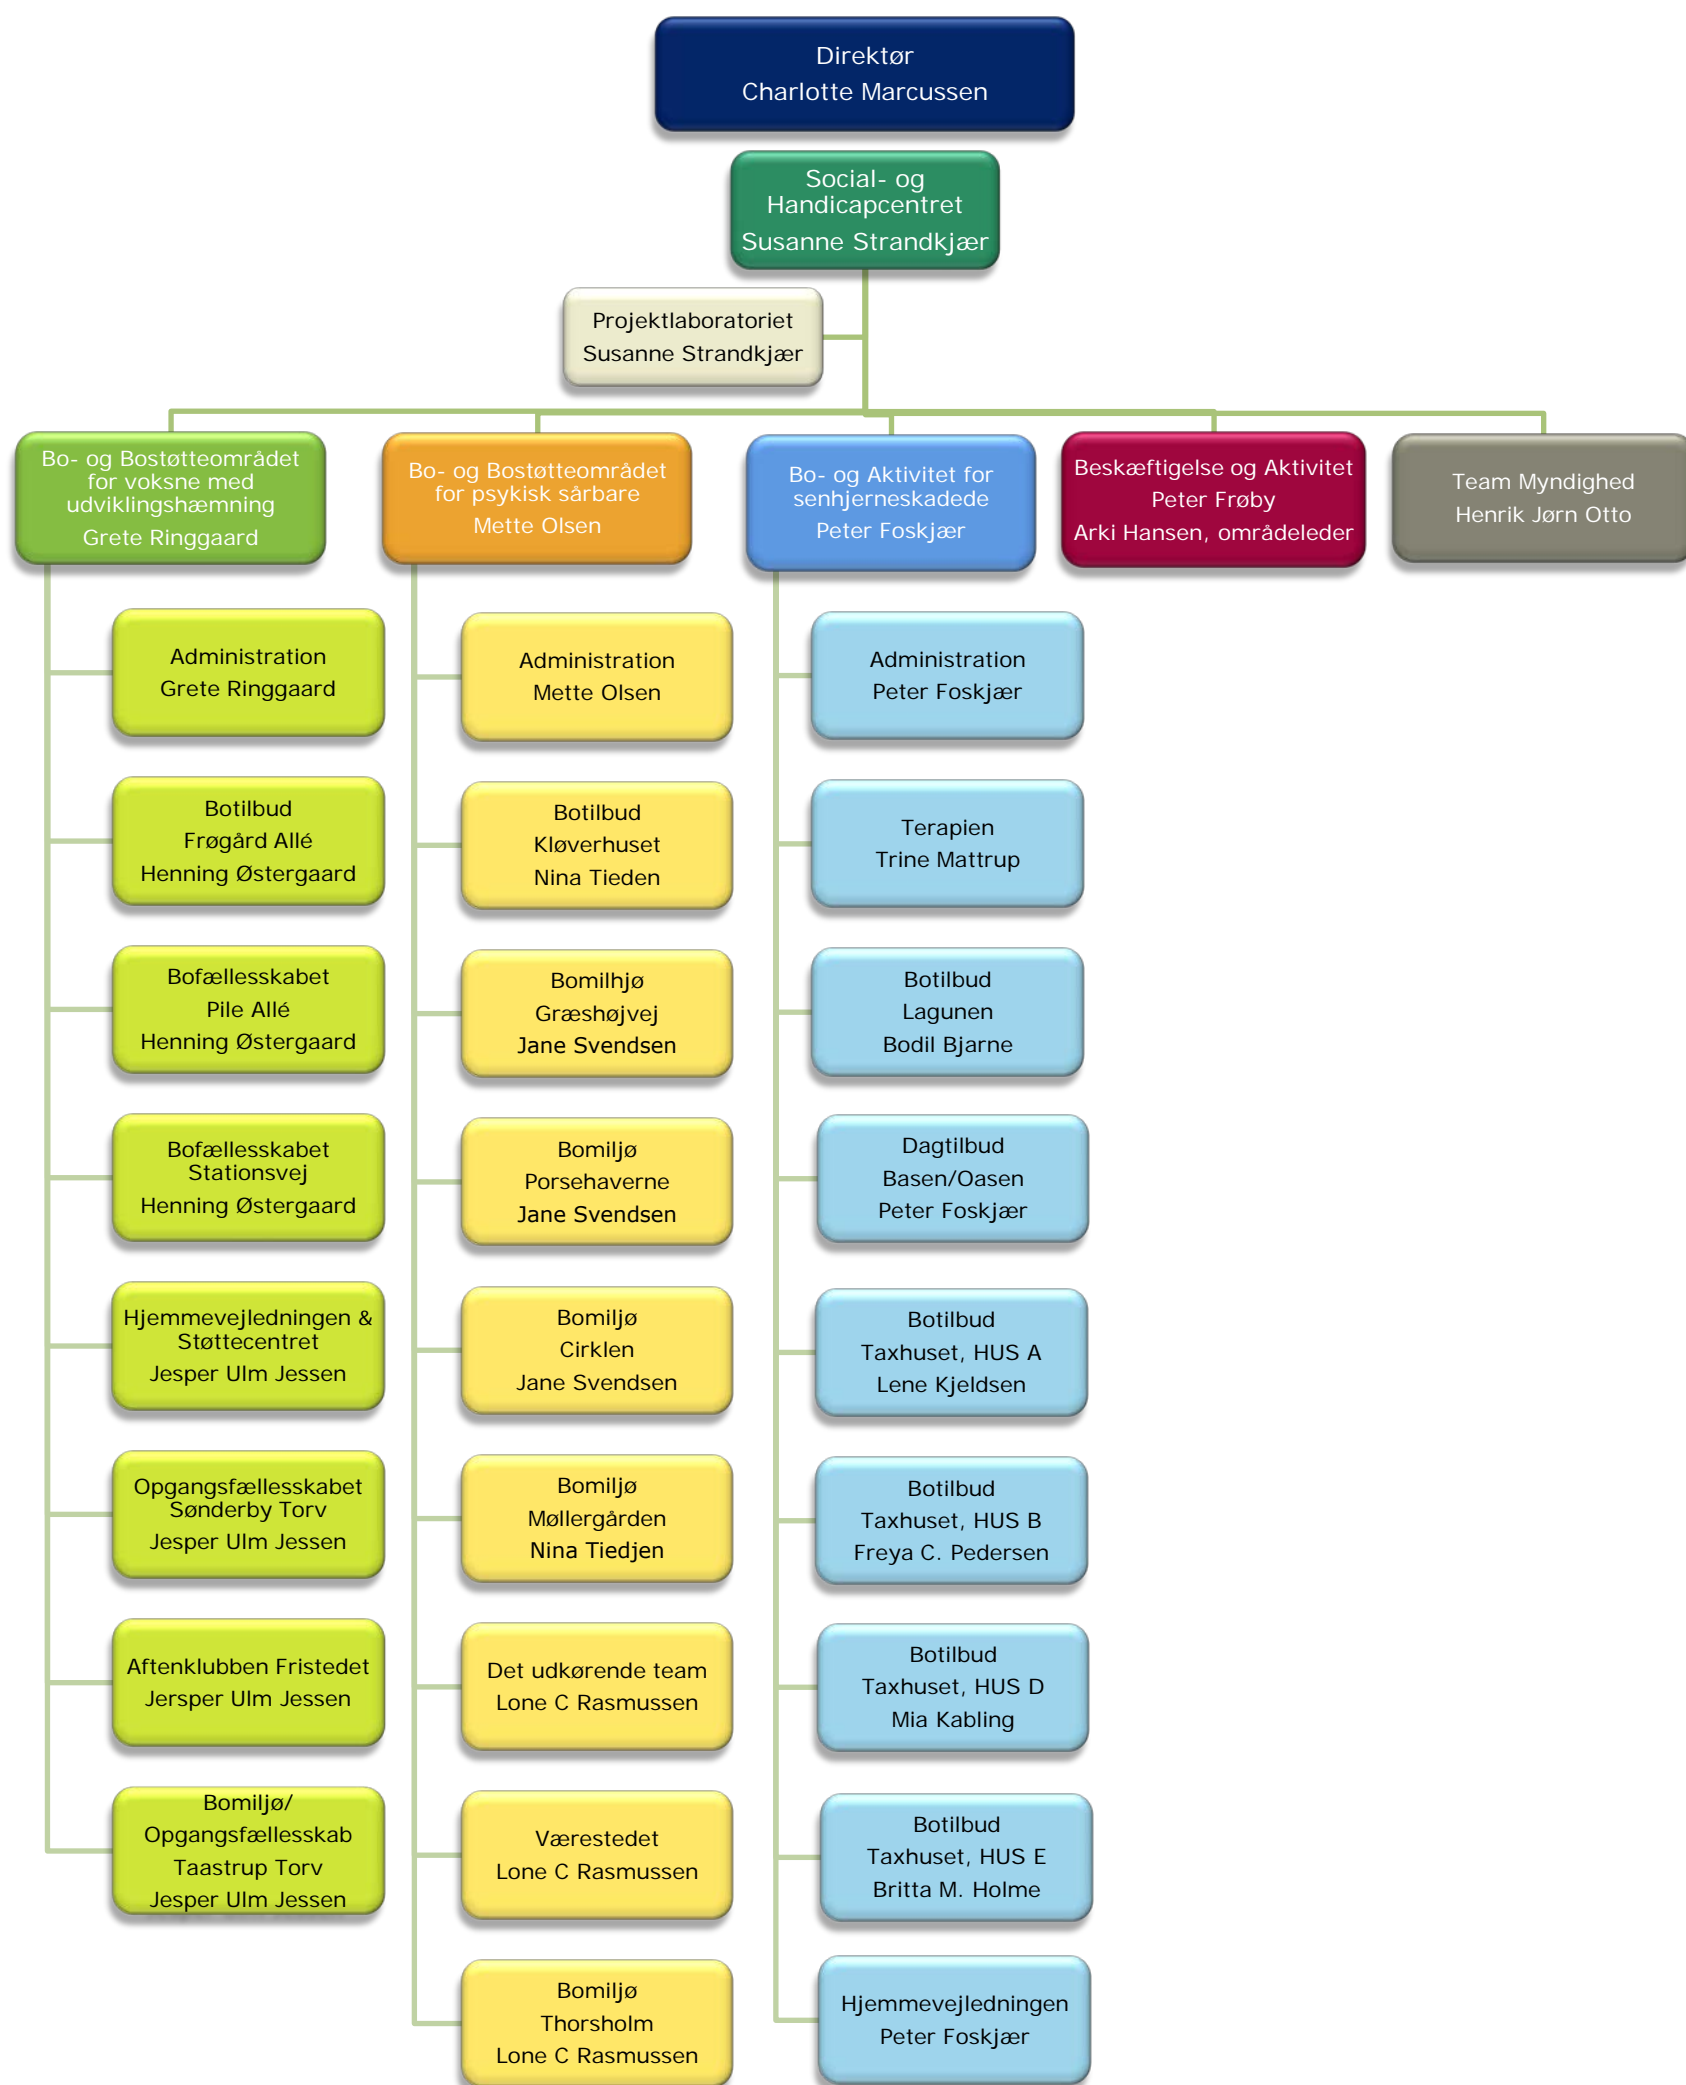 Direktør
Charlotte Marcussen
Social- og
Handicapcentret
Susanne Strandkjær
Projektlaboratoriet
Susanne Strandkjær
Bo- og Bostøtteområdet
for voksne med
udviklingshæmning
Grete Ringgaard
Bo- og Bostøtteområdet
for psykisk sårbare
Mette Olsen
Bo- og Aktivitet for
senhjerneskadede
Peter Foskjær
Beskæftigelse og Aktivitet
Peter Frøby
Arki Hansen, områdeleder
Team Myndighed
Henrik Jørn Otto
Administration
Grete Ringgaard
Botilbud
Frøgård Allé
Henning Østergaard
Bofællesskabet
Pile Allé
Henning Østergaard
Bofællesskabet
Stationsvej
Henning Østergaard
Hjemmevejledningen &
Støttecentret
Jesper Ulm Jessen
Opgangsfællesskabet
Sønderby Torv
Jesper Ulm Jessen
Aftenklubben Fristedet
Jersper Ulm Jessen
Bomiljø/
Opgangsfællesskab
Taastrup Torv
Jesper Ulm Jessen
Administration
Mette Olsen
Botilbud
Kløverhuset
Nina Tieden
Bomilhjø
Græshøjvej
Jane Svendsen
Bomiljø
Porsehaverne
Jane Svendsen
Bomiljø
Cirklen
Jane Svendsen
Bomiljø
Møllergården
Nina Tiedjen
Det udkørende team
Lone C Rasmussen
Værestedet
Lone C Rasmussen
Bomiljø
Thorsholm
Lone C Rasmussen
Administration
Peter Foskjær
Terapien
Trine Mattrup
Botilbud
Lagunen
Bodil Bjarne
Dagtilbud
Basen/Oasen
Peter Foskjær
Botilbud
Taxhuset, HUS A
Lene Kjeldsen
Botilbud
Taxhuset, HUS B
Freya C. Pedersen
Botilbud
Taxhuset, HUS D
Mia Kabling
Botilbud
Taxhuset, HUS E
Britta M. Holme
Hjemmevejledningen
Peter Foskjær